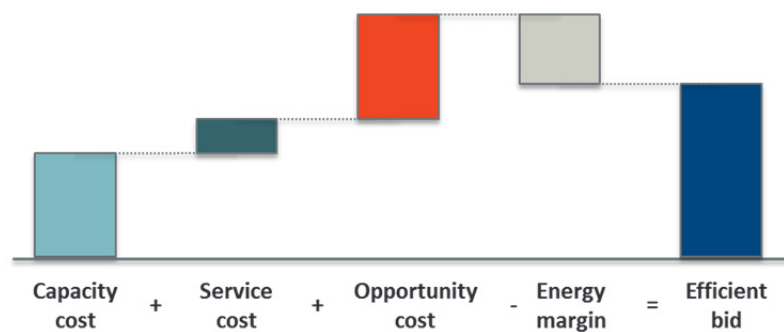 Capacity + Service + Opportunity - Energy = Efficient
cost cost cost margin bid